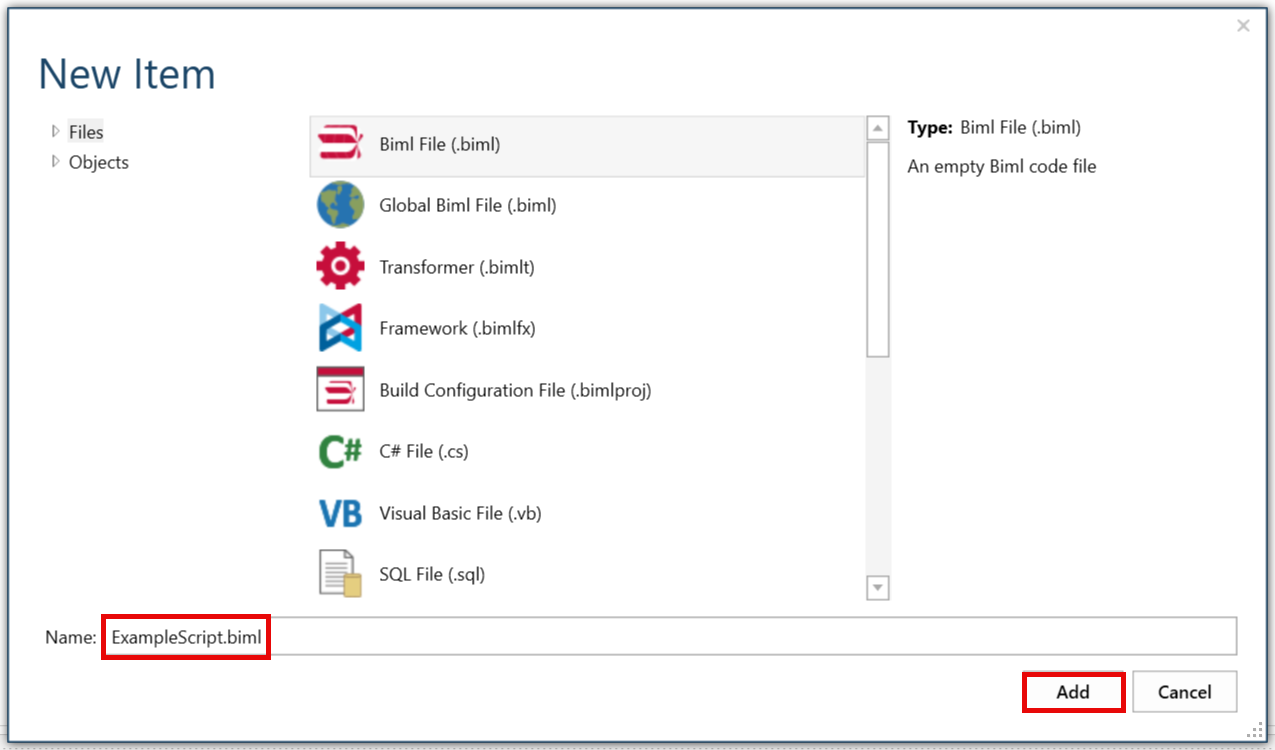 New Item
Files
Objects
Biml File (.biml)
Global Biml File (.biml)
Transformer (.bimlt)
Framework (.bimlfx)
Build Configuration File (.bimlproj)
C# C# File (.cs)
VB Visual Basic File (.vb)
SQL File (.sql)
Type: Biml File (.biml)
An empty Biml code file
Name: ExampleScript.biml
Add Cancel